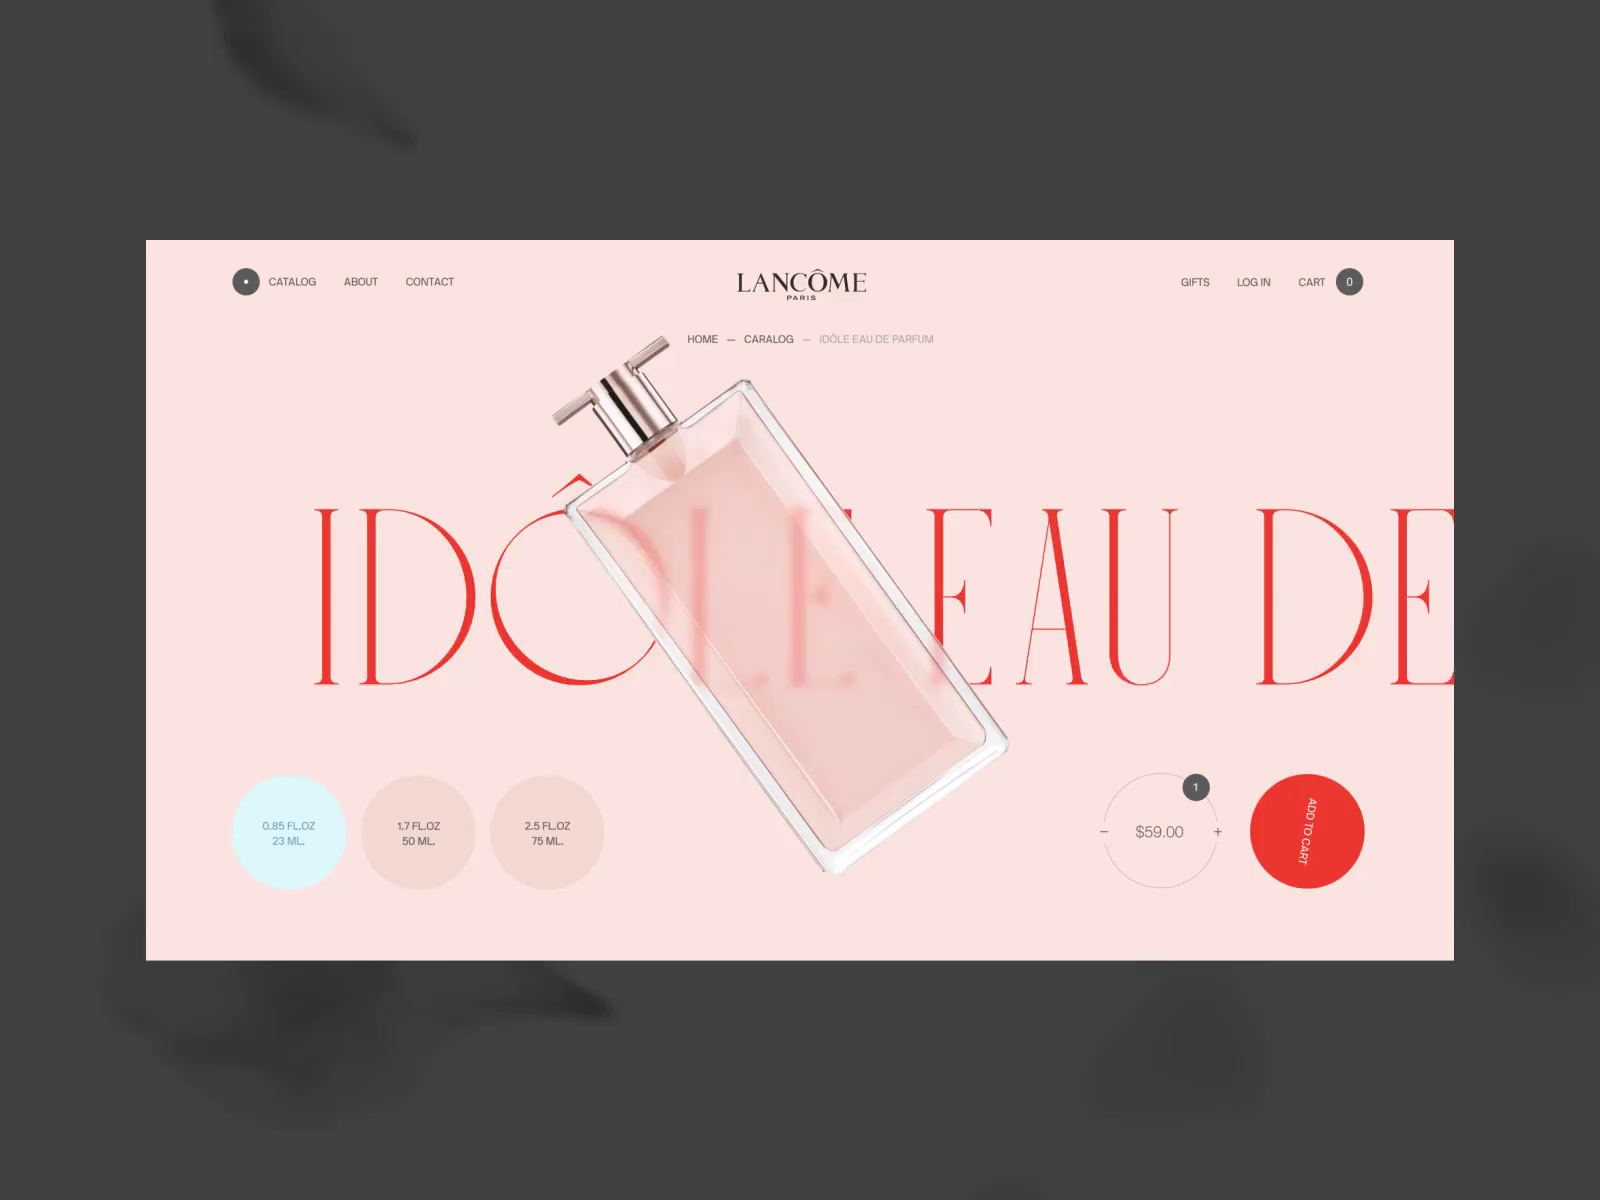 CATALOG ABOUT CONTACT
LANCÔME
PARIS
GIFTS LOG IN CART 0
HOME — CARALOG — IDÔLE EAU DE PARFUM
IDÔLE EAU DE
0.85 FL.OZ
23 ML.
1.7 FL.OZ
50 ML.
2.5 FL.OZ
75 ML.
1
− $59.00 +
ADD TO CART